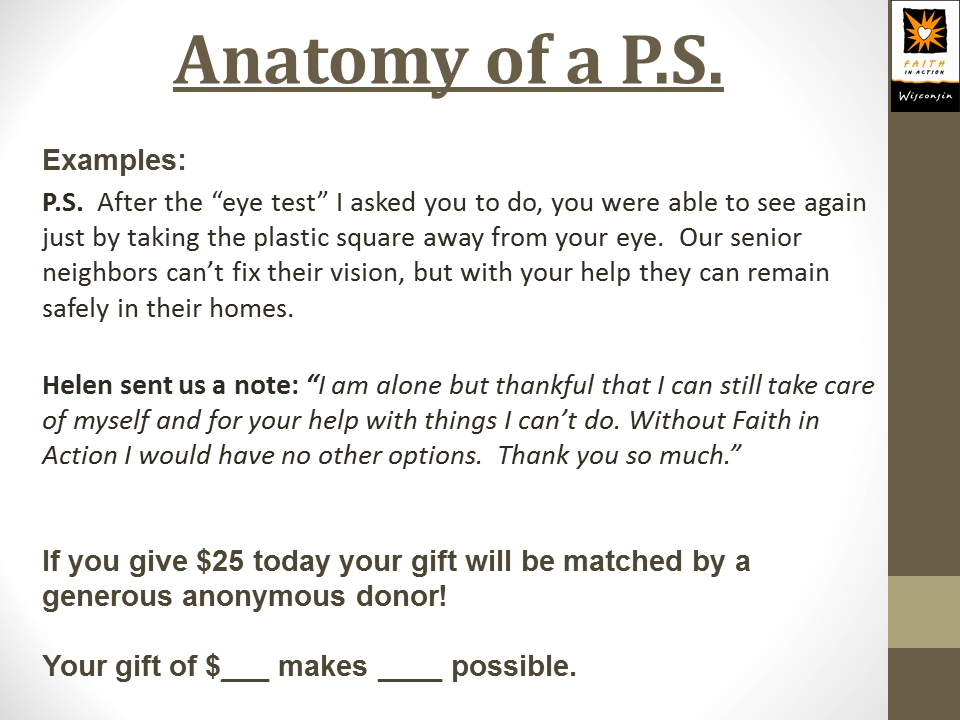 Anatomy of a P.S.
FAITH
IN ACTION
Wisconsin
Examples:
P.S.  After the “eye test” I asked you to do, you were able to see again
just by taking the plastic square away from your eye.  Our senior
neighbors can’t fix their vision, but with your help they can remain
safely in their homes.
Helen sent us a note: “I am alone but thankful that I can still take care
of myself and for your help with things I can’t do. Without Faith in
Action I would have no other options.  Thank you so much.”
If you give $25 today your gift will be matched by a
generous anonymous donor!
Your gift of $___ makes ____ possible.